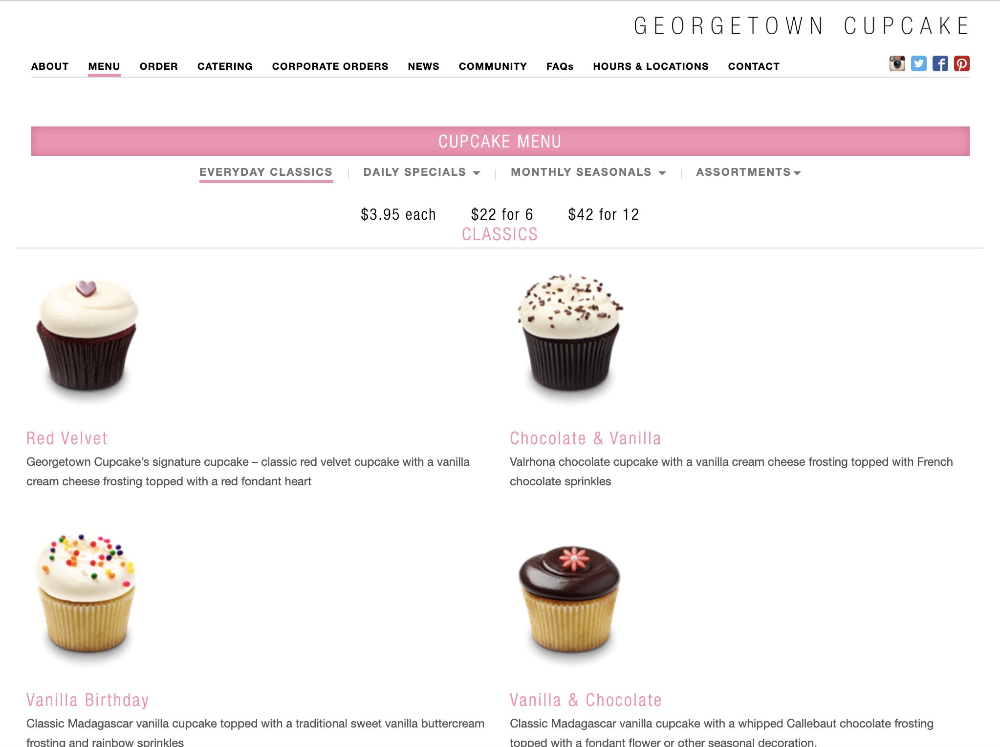 GEORGETOWN CUPCAKE
ABOUT MENU ORDER CATERING CORPORATE ORDERS NEWS COMMUNITY FAQs HOURS & LOCATIONS CONTACT
CUPCAKE MENU
EVERYDAY CLASSICS | DAILY SPECIALS | MONTHLY SEASONALS | ASSORTMENTS
$3.95 each $22 for 6 $42 for 12
CLASSICS
Red Velvet
Georgetown Cupcake’s signature cupcake – classic red velvet cupcake with a vanilla
cream cheese frosting topped with a red fondant heart
Chocolate & Vanilla
Valrhona chocolate cupcake with a vanilla cream cheese frosting topped with French
chocolate sprinkles
Vanilla Birthday
Classic Madagascar vanilla cupcake topped with a traditional sweet vanilla buttercream
frosting and rainbow sprinkles
Vanilla & Chocolate
Classic Madagascar vanilla cupcake with a whipped Callebaut chocolate frosting
topped with a fondant flower or other seasonal decoration.